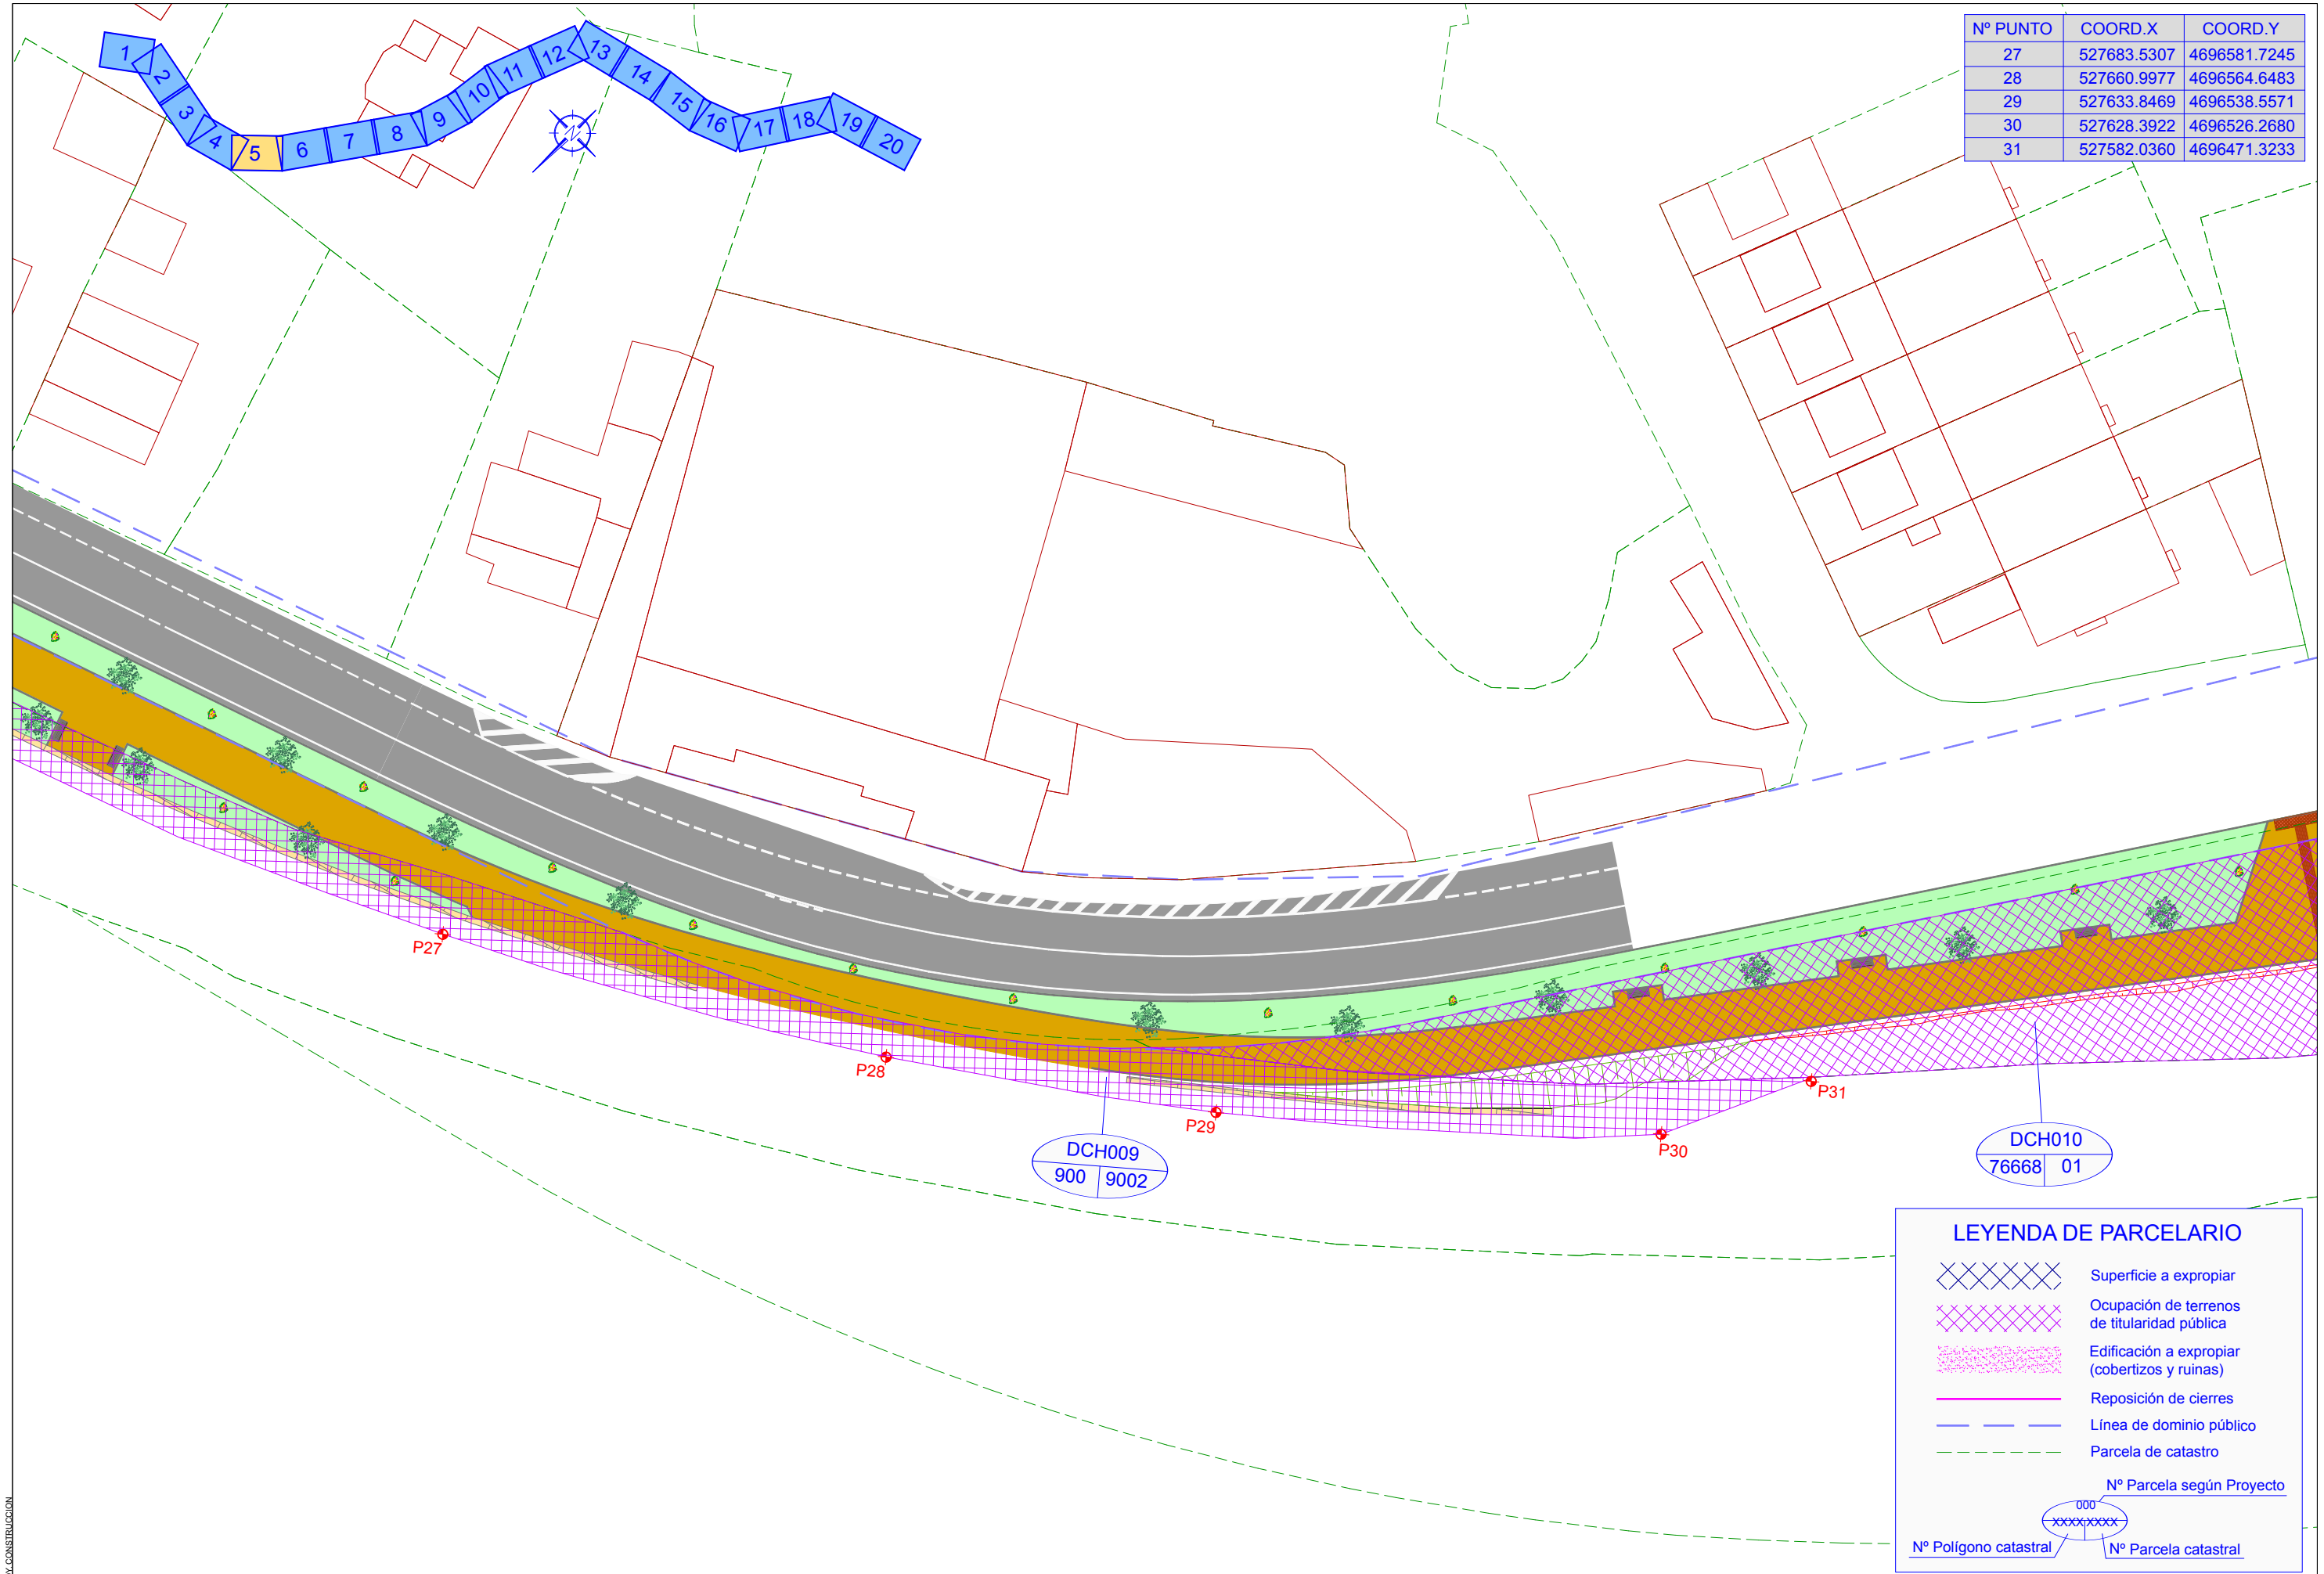 1
2
3
4
5
6
7
8
9
10
11
12
13
14
15
16
17
18
19
20
N
Nº PUNTO COORD.X COORD.Y
27 527683.5307 4696581.7245
28 527660.9977 4696564.6483
29 527633.8469 4696538.5571
30 527628.3922 4696526.2680
31 527582.0360 4696471.3233
P27
P28
P29
P30
P31
DCH009
900 9002
DCH010
76668 01
LEYENDA DE PARCELARIO
Superficie a expropiar
Ocupación de terrenos
de titularidad pública
Edificación a expropiar
(cobertizos y ruinas)
Reposición de cierres
Línea de dominio público
Parcela de catastro
Nº Parcela según Proyecto
000
XXXX XXXX
Nº Polígono catastral
Nº Parcela catastral
CONSTRUCCION